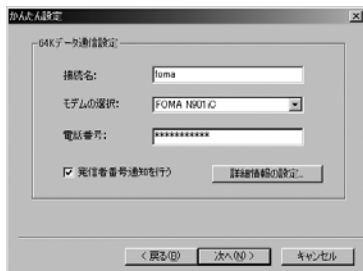 かんたん設定
64Kデータ通信設定
接続名: foma
モデムの選択: FOMA N901iC
電話番号: ***********
発信者番号通知を行う 詳細情報の設定...
< 戻る(B) 次へ(N) > キャンセル